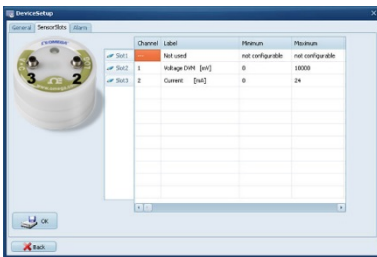 DeviceSetup
General SensorSlots Alarm
Channel Label Minimum Maximum
Slot1 --- Not used not configurable not configurable
Slot2 1 Voltage DVM [mV] 0 10000
Slot3 2 Current [mA] 0 24
3 2
OK
Back